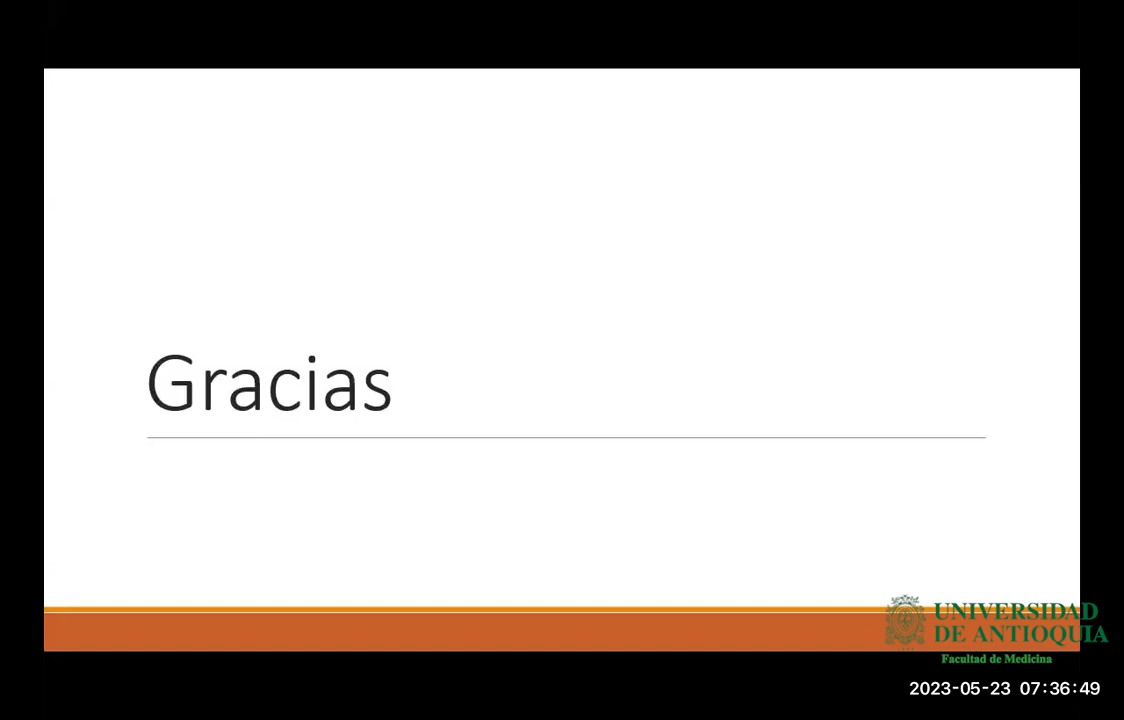 Gracias
UNIVERSIDAD
DE ANTIOQUIA
Facultad de Medicina
2023-05-23 07:36:49